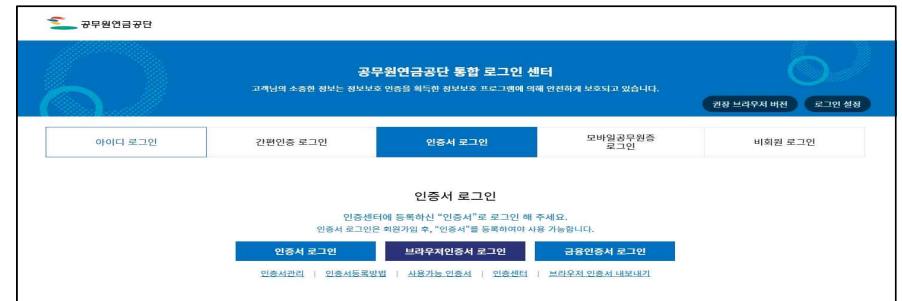 공무원연금공단
공무원연금공단 통합 로그인 센터
고객님의 소중한 정보는 정보보호 인증을 획득한 정보보호 프로그램에 의해 안전하게 보호되고 있습니다.
권장 브라우저 버전
로그인 설정
아이디 로그인
간편인증 로그인
인증서 로그인
모바일공무원증
로그인
비회원 로그인
인증서 로그인
인증센터에 등록하신 “인증서”로 로그인 해 주세요.
인증서 로그인은 회원가입 후, “인증서”를 등록하여야 사용 가능합니다.
인증서 로그인
브라우저인증서 로그인
금융인증서 로그인
인증서관리 | 인증서등록방법 | 사용가능 인증서 | 인증센터 | 브라우저 인증서 내보내기